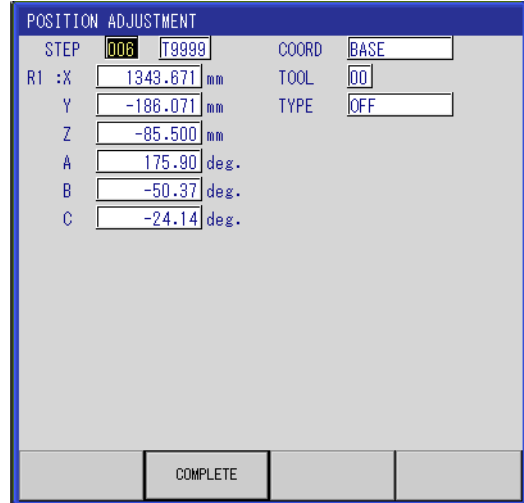 POSITION ADJUSTMENT
STEP 006 T9999 COORD BASE
R1 :X 1343.671 mm TOOL 00
Y -186.071 mm TYPE OFF
Z -85.500 mm
A 175.90 deg.
B -50.37 deg.
C -24.14 deg.
COMPLETE